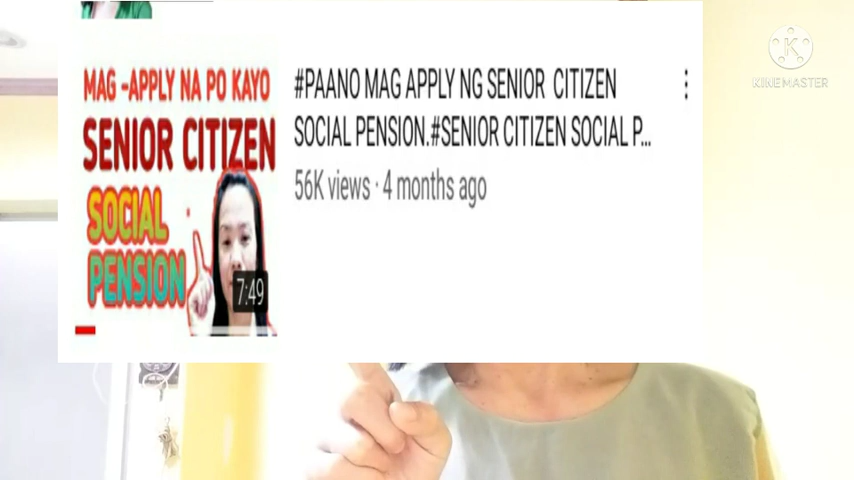 KINEMASTER
MAG -APPLY NA PO KAYO
SENIOR CITIZEN
SOCIAL
PENSION
7:49
#PAANO MAG APPLY NG SENIOR CITIZEN
SOCIAL PENSION.#SENIOR CITIZEN SOCIAL P...
56K views · 4 months ago